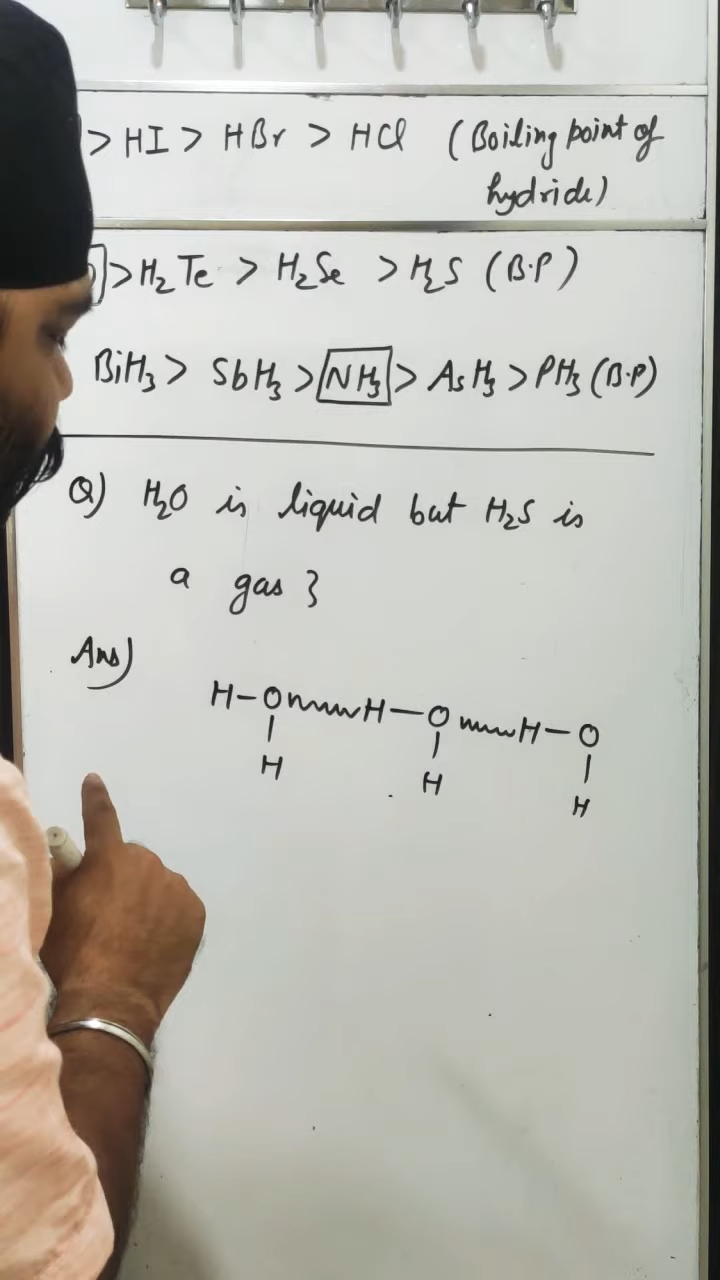 > HI > HBr > HCl (Boiling point of
hydride)
> H₂Te > H₂Se > H₂S (B.P)
BiH₃ > SbH₃ > NH₃ > AsH₃ > PH₃ (B.P)
Q) H₂O is liquid but H₂S is
a gas ?
Ans)
H-O H-O H-O
H H H